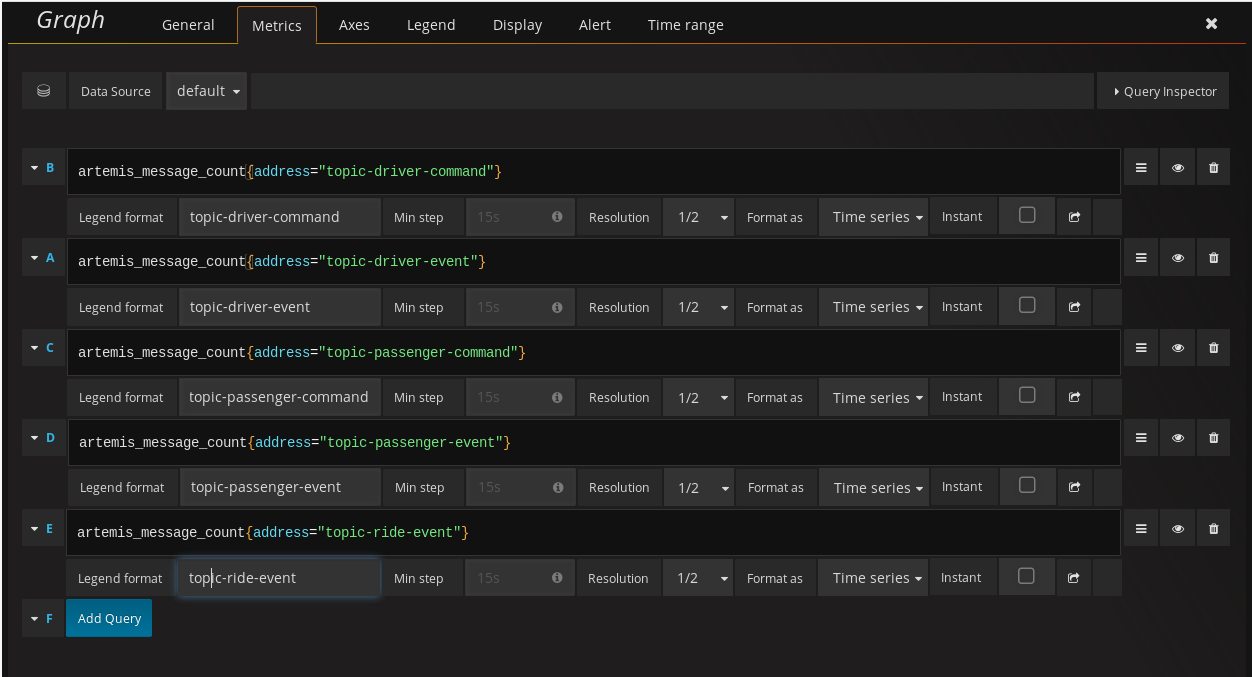 Graph General Metrics Axes Legend Display Alert Time range
Data Source default Query Inspector
B artemis_message_count{address="topic-driver-command"}
Legend format topic-driver-command Min step 15s Resolution 1/2 Format as Time series Instant
A artemis_message_count{address="topic-driver-event"}
Legend format topic-driver-event Min step 15s Resolution 1/2 Format as Time series Instant
C artemis_message_count{address="topic-passenger-command"}
Legend format topic-passenger-command Min step 15s Resolution 1/2 Format as Time series Instant
D artemis_message_count{address="topic-passenger-event"}
Legend format topic-passenger-event Min step 15s Resolution 1/2 Format as Time series Instant
E artemis_message_count{address="topic-ride-event"}
Legend format topic-ride-event Min step 15s Resolution 1/2 Format as Time series Instant
F Add Query